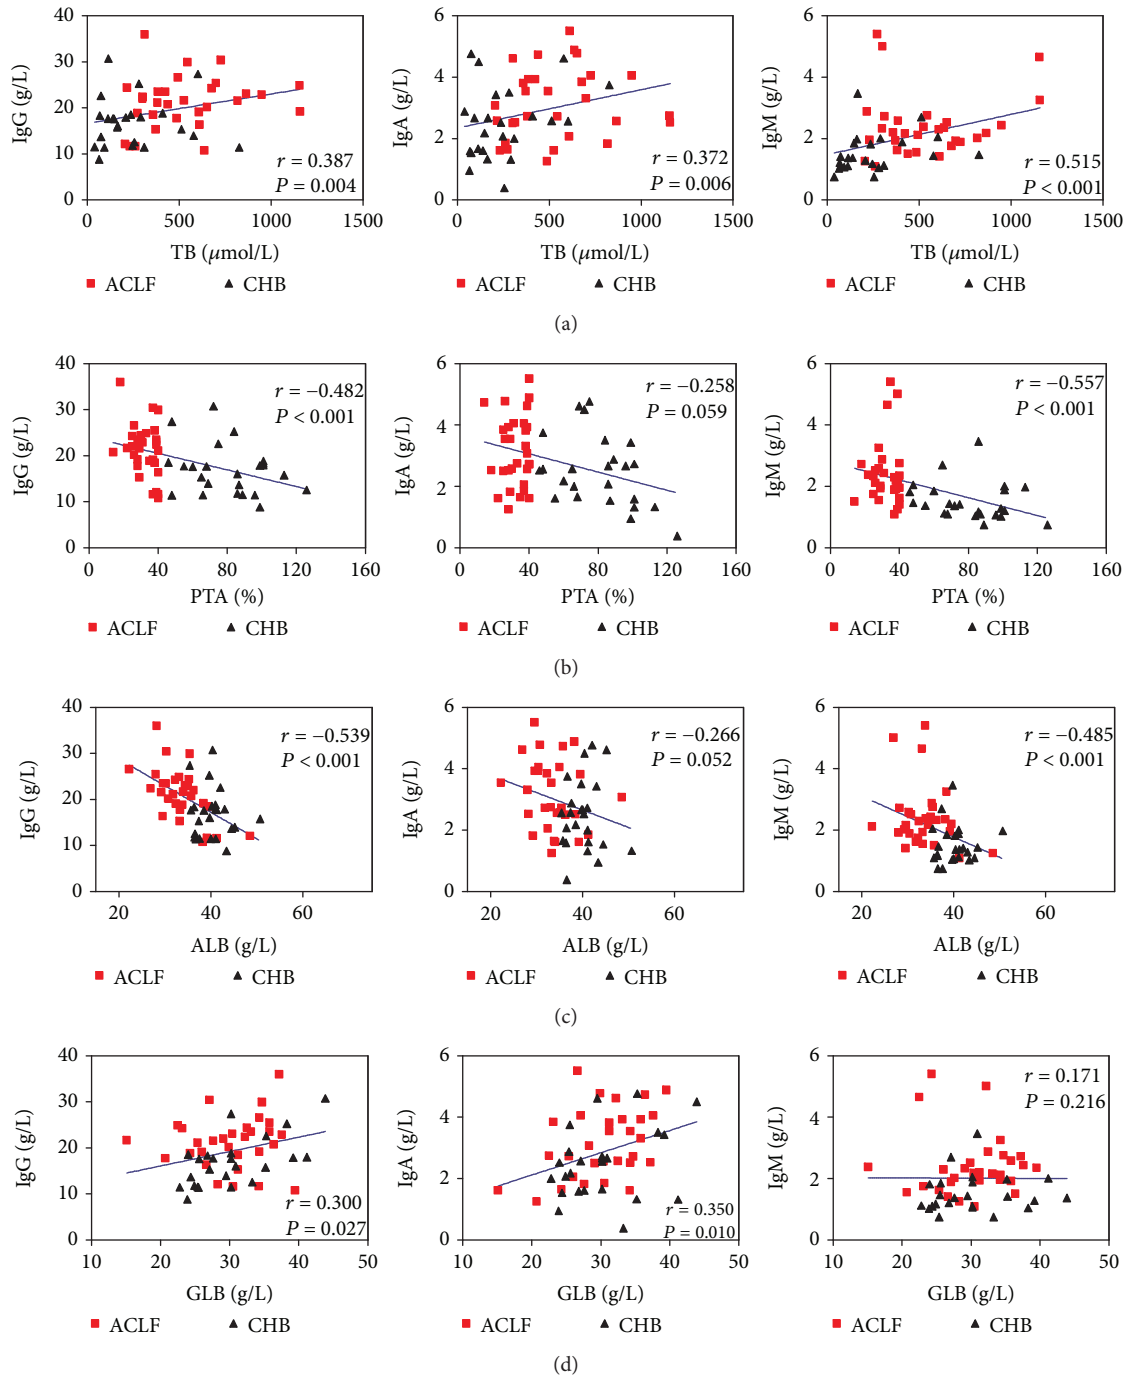 40
30
20
10
0
IgG (g/L)
r = 0.387
P = 0.004
0 500 1000 1500
TB (μmol/L)
ACLF CHB
6
4
2
0
IgA (g/L)
r = 0.372
P = 0.006
0 500 1000 1500
TB (μmol/L)
ACLF CHB
6
4
2
0
IgM (g/L)
r = 0.515
P < 0.001
0 500 1000 1500
TB (μmol/L)
ACLF CHB
(a)
40
30
20
10
0
IgG (g/L)
r = −0.482
P < 0.001
0 40 80 120 160
PTA (%)
ACLF CHB
6
4
2
0
IgA (g/L)
r = −0.258
P = 0.059
0 40 80 120 160
PTA (%)
ACLF CHB
6
4
2
0
IgM (g/L)
r = −0.557
P < 0.001
0 40 80 120 160
PTA (%)
ACLF CHB
(b)
40
30
20
10
0
IgG (g/L)
r = −0.539
P < 0.001
20 40 60
ALB (g/L)
ACLF CHB
6
4
2
0
IgA (g/L)
r = −0.266
P = 0.052
20 40 60
ALB (g/L)
ACLF CHB
6
4
2
0
IgM (g/L)
r = −0.485
P < 0.001
20 40 60
ALB (g/L)
ACLF CHB
(c)
40
30
20
10
0
IgG (g/L)
r = 0.300
P = 0.027
10 20 30 40 50
GLB (g/L)
ACLF CHB
6
4
2
0
IgA (g/L)
r = 0.350
P = 0.010
10 20 30 40 50
GLB (g/L)
ACLF CHB
6
4
2
0
IgM (g/L)
r = 0.171
P = 0.216
10 20 30 40 50
GLB (g/L)
ACLF CHB
(d)